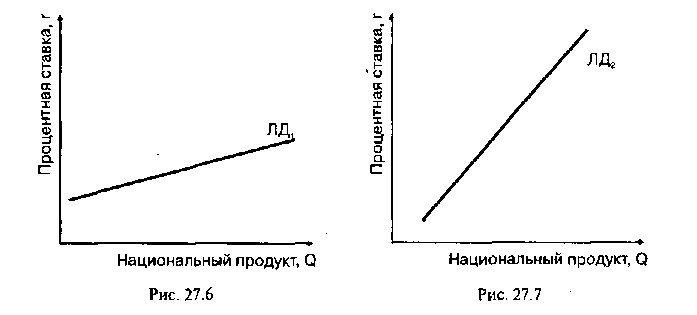 Процентная ставка, r
ЛД₁
Национальный продукт, Q
Рис. 27.6
Процентная ставка, r
ЛД₂
Национальный продукт, Q
Рис. 27.7